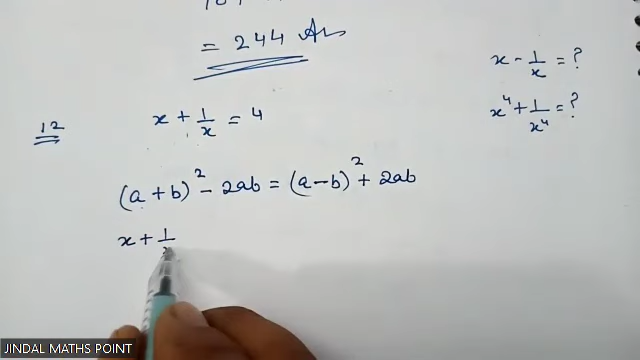 = 244 Ans
x - 1/x = ?
x⁴ + 1/x⁴ = ?
12
x + 1/x = 4
(a + b)² - 2ab = (a - b)² + 2ab
x + 1/
JINDAL MATHS POINT